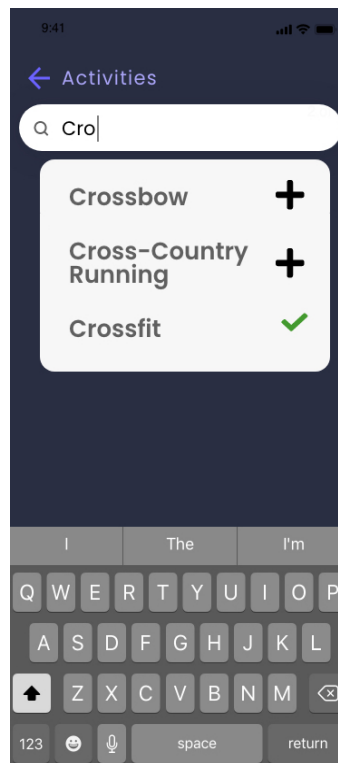 9:41
Activities
Cro
Crossbow
Cross-Country
Running
Crossfit
I The I'm
Q W E R T Y U I O P
A S D F G H J K L
Z X C V B N M
123 space return